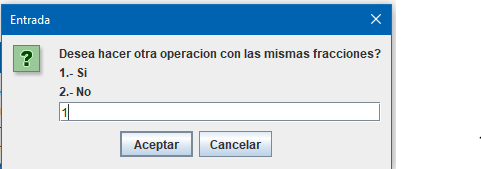 Entrada
Desea hacer otra operacion con las mismas fracciones?
1.- Si
2.- No
1
Aceptar Cancelar